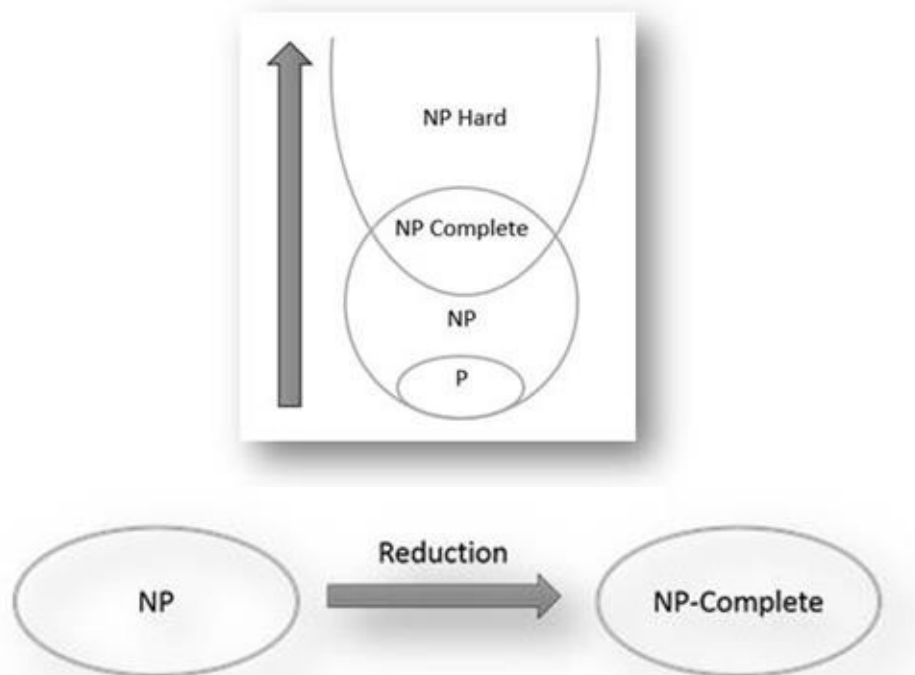 NP Hard
NP Complete
NP
P
Reduction
NP
NP-Complete